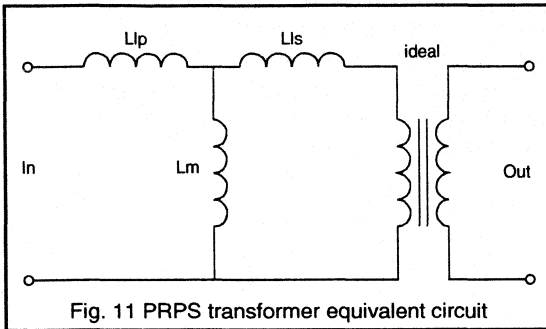 Llp
Lls
ideal
In
Lm
Out
Fig. 11 PRPS transformer equivalent circuit